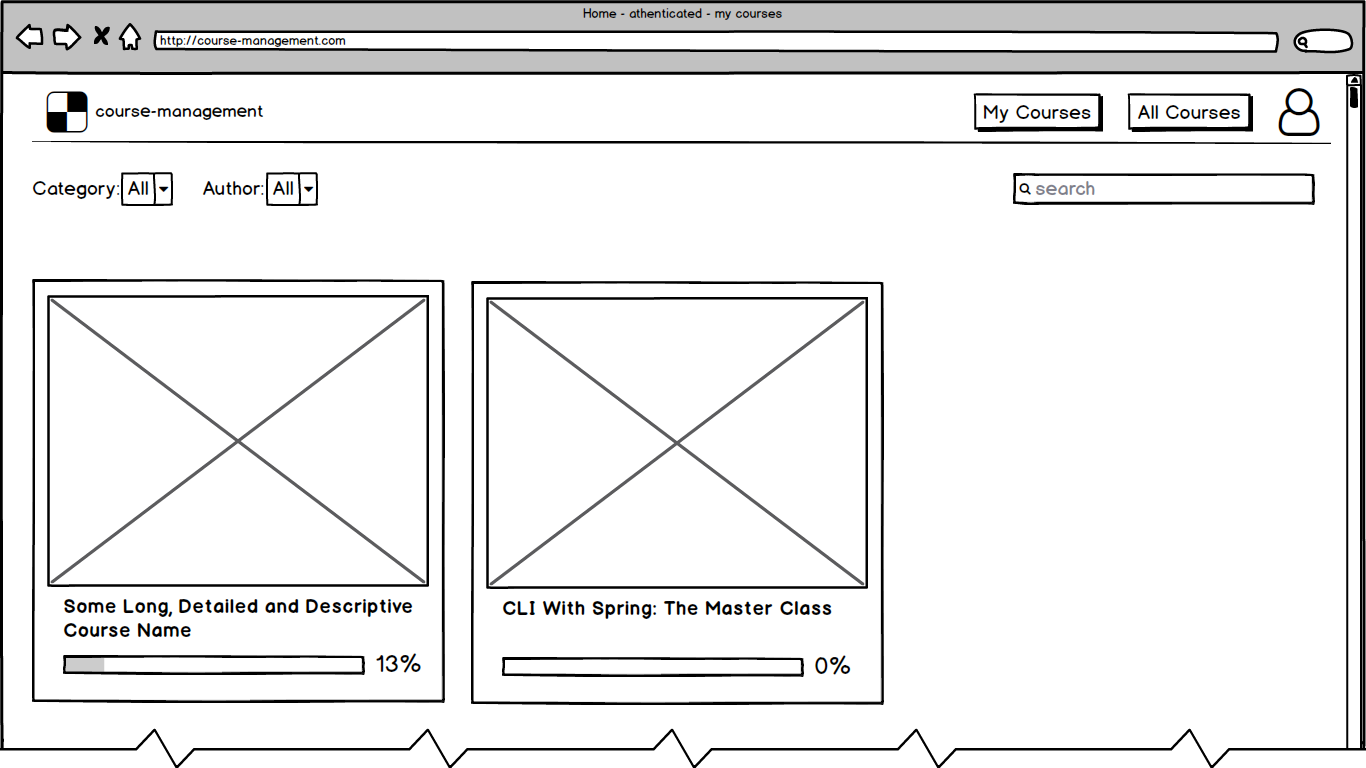 Home - athenticated - my courses
http://course-management.com
course-management
My Courses
All Courses
Category: All
Author: All
search
Some Long, Detailed and Descriptive
Course Name
13%
CLI With Spring: The Master Class
0%